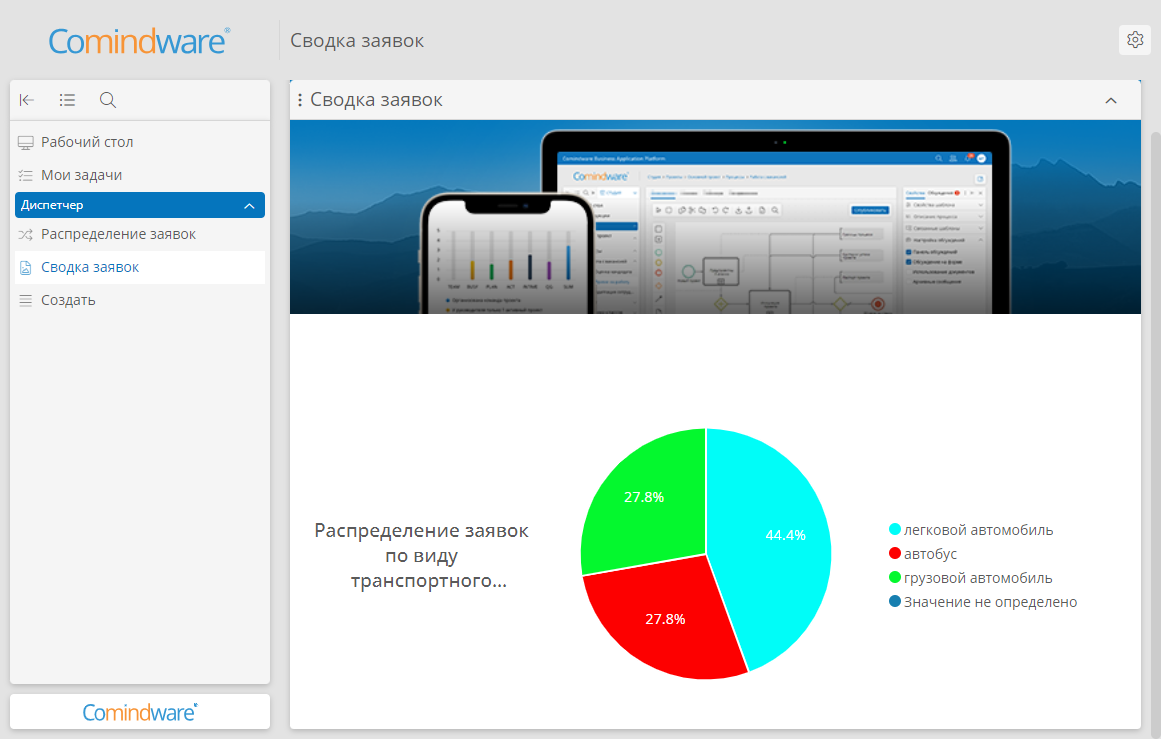 Comindware®
Сводка заявок
Сводка заявок
Рабочий стол
Мои задачи
Диспетчер
Распределение заявок
Сводка заявок
Создать
Comindware Business Application Platform
Comindware
27.8%
44.4%
27.8%
Распределение заявок
по виду
транспортного...
легковой автомобиль
автобус
грузовой автомобиль
Значение не определено
Comindware®